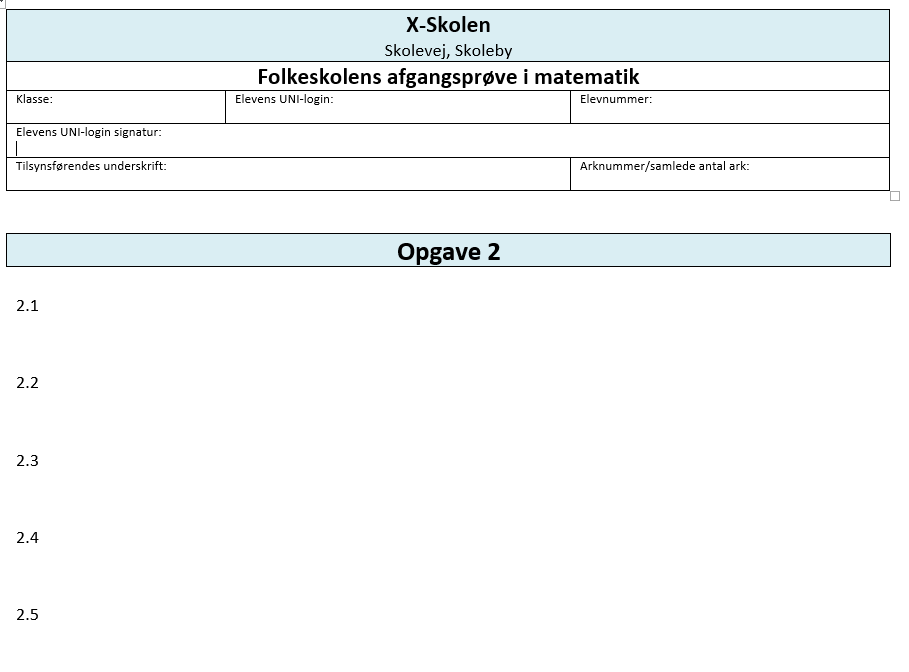 X-Skolen
Skolevej, Skoleby
Folkeskolens afgangsprøve i matematik
Klasse: Elevens UNI-login: Elevnummer:
Elevens UNI-login signatur:
Tilsynsførendes underskrift: Arknummer/samlede antal ark:
Opgave 2
2.1
2.2
2.3
2.4
2.5